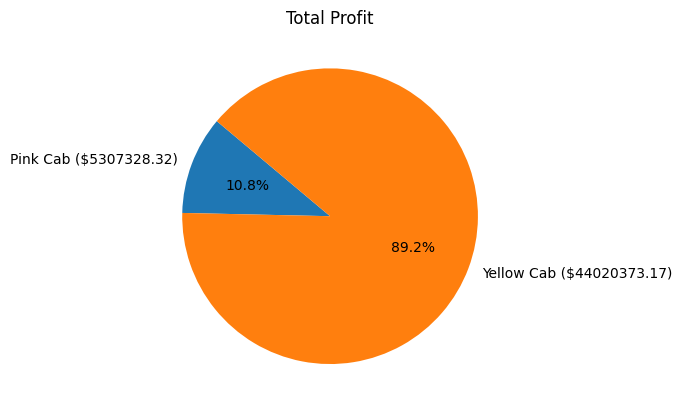 Total Profit
Pink Cab ($5307328.32)
10.8%
89.2%
Yellow Cab ($44020373.17)